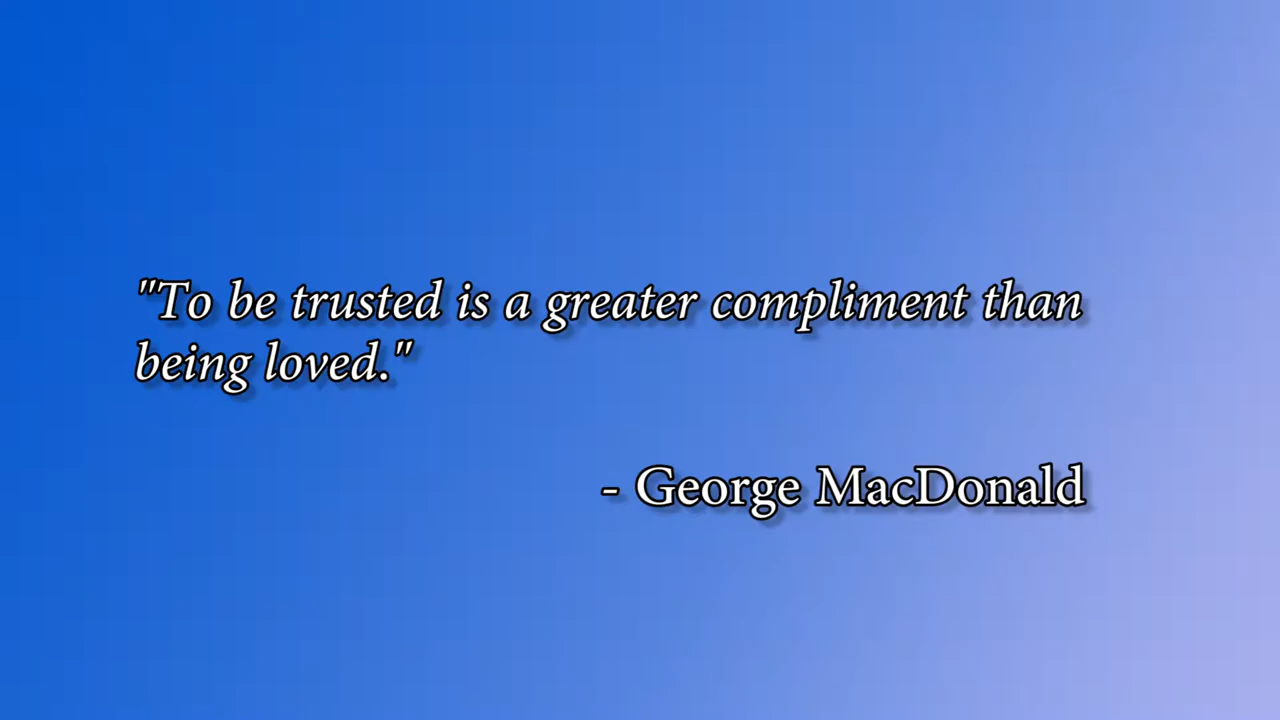 "To be trusted is a greater compliment than
being loved."
- George MacDonald